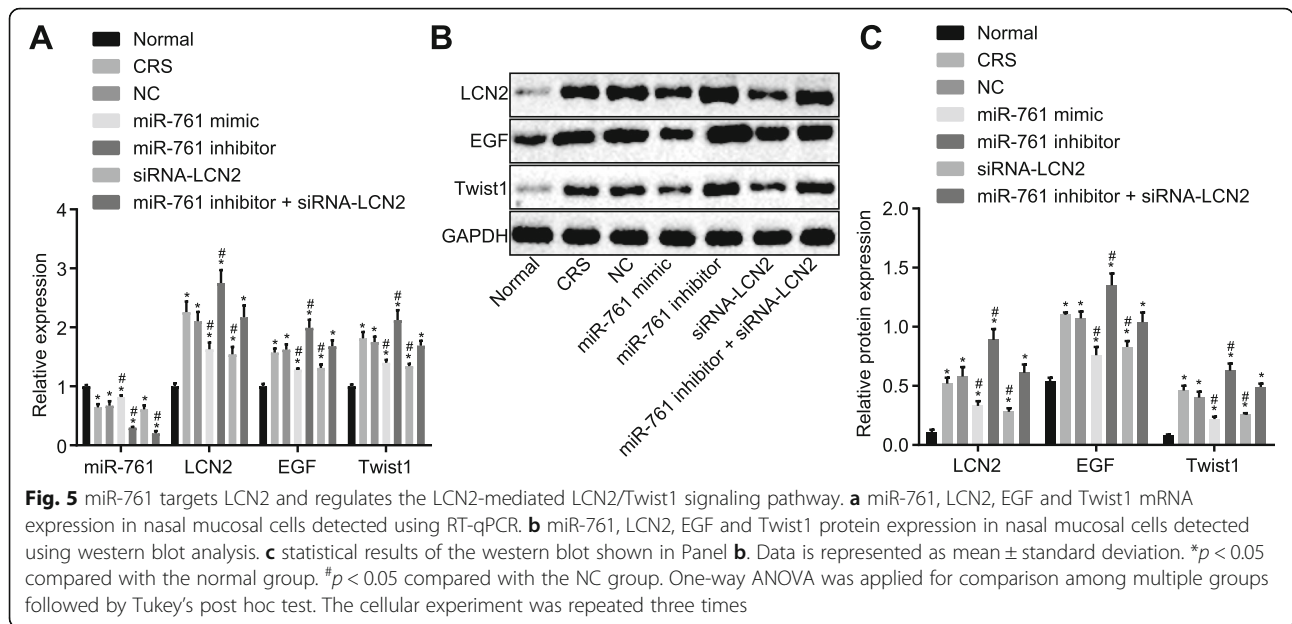 A
Normal
CRS
NC
miR-761 mimic
miR-761 inhibitor
siRNA-LCN2
miR-761 inhibitor + siRNA-LCN2
Relative expression
4
3
2
1
0
* * # * # * * # *
* * # * # * # * *
* * # * # * # * *
* * # * # * # * *
miR-761 LCN2 EGF Twist1
B
LCN2
EGF
Twist1
GAPDH
Normal
CRS
NC
miR-761 mimic
miR-761 inhibitor
siRNA-LCN2
miR-761 inhibitor + siRNA-LCN2
C
Normal
CRS
NC
miR-761 mimic
miR-761 inhibitor
siRNA-LCN2
miR-761 inhibitor + siRNA-LCN2
Relative protein expression
2.0
1.5
1.0
0.5
0.0
* * # * # * # * *
* * # * # * # * *
* * # * # * # * *
LCN2 EGF Twist1
Fig. 5 miR-761 targets LCN2 and regulates the LCN2-mediated LCN2/Twist1 signaling pathway. a miR-761, LCN2, EGF and Twist1 mRNA
expression in nasal mucosal cells detected using RT-qPCR. b miR-761, LCN2, EGF and Twist1 protein expression in nasal mucosal cells detected
using western blot analysis. c statistical results of the western blot shown in Panel b. Data is represented as mean ± standard deviation. *p < 0.05
compared with the normal group. #p < 0.05 compared with the NC group. One-way ANOVA was applied for comparison among multiple groups
followed by Tukey's post hoc test. The cellular experiment was repeated three times